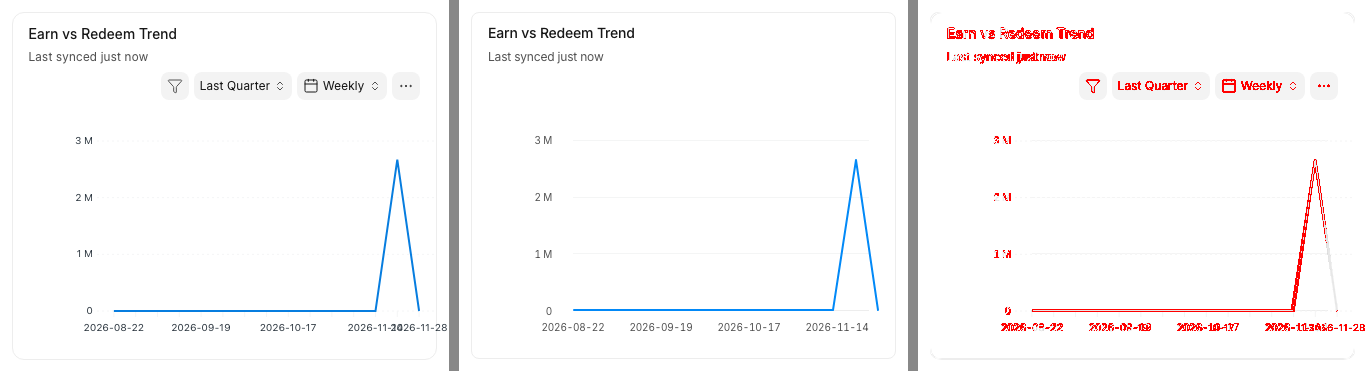 Earn vs Redeem Trend
Last synced just now
Last Quarter Weekly
3 M
2 M
1 M
0
2026-08-22 2026-09-19 2026-10-17 2026-11-28
Earn vs Redeem Trend
Last synced just now
3 M
2 M
1 M
0
2026-08-22 2026-09-19 2026-10-17 2026-11-14
Earn vs Redeem Trend
Last synced just now
Last Quarter Weekly
1 M
0